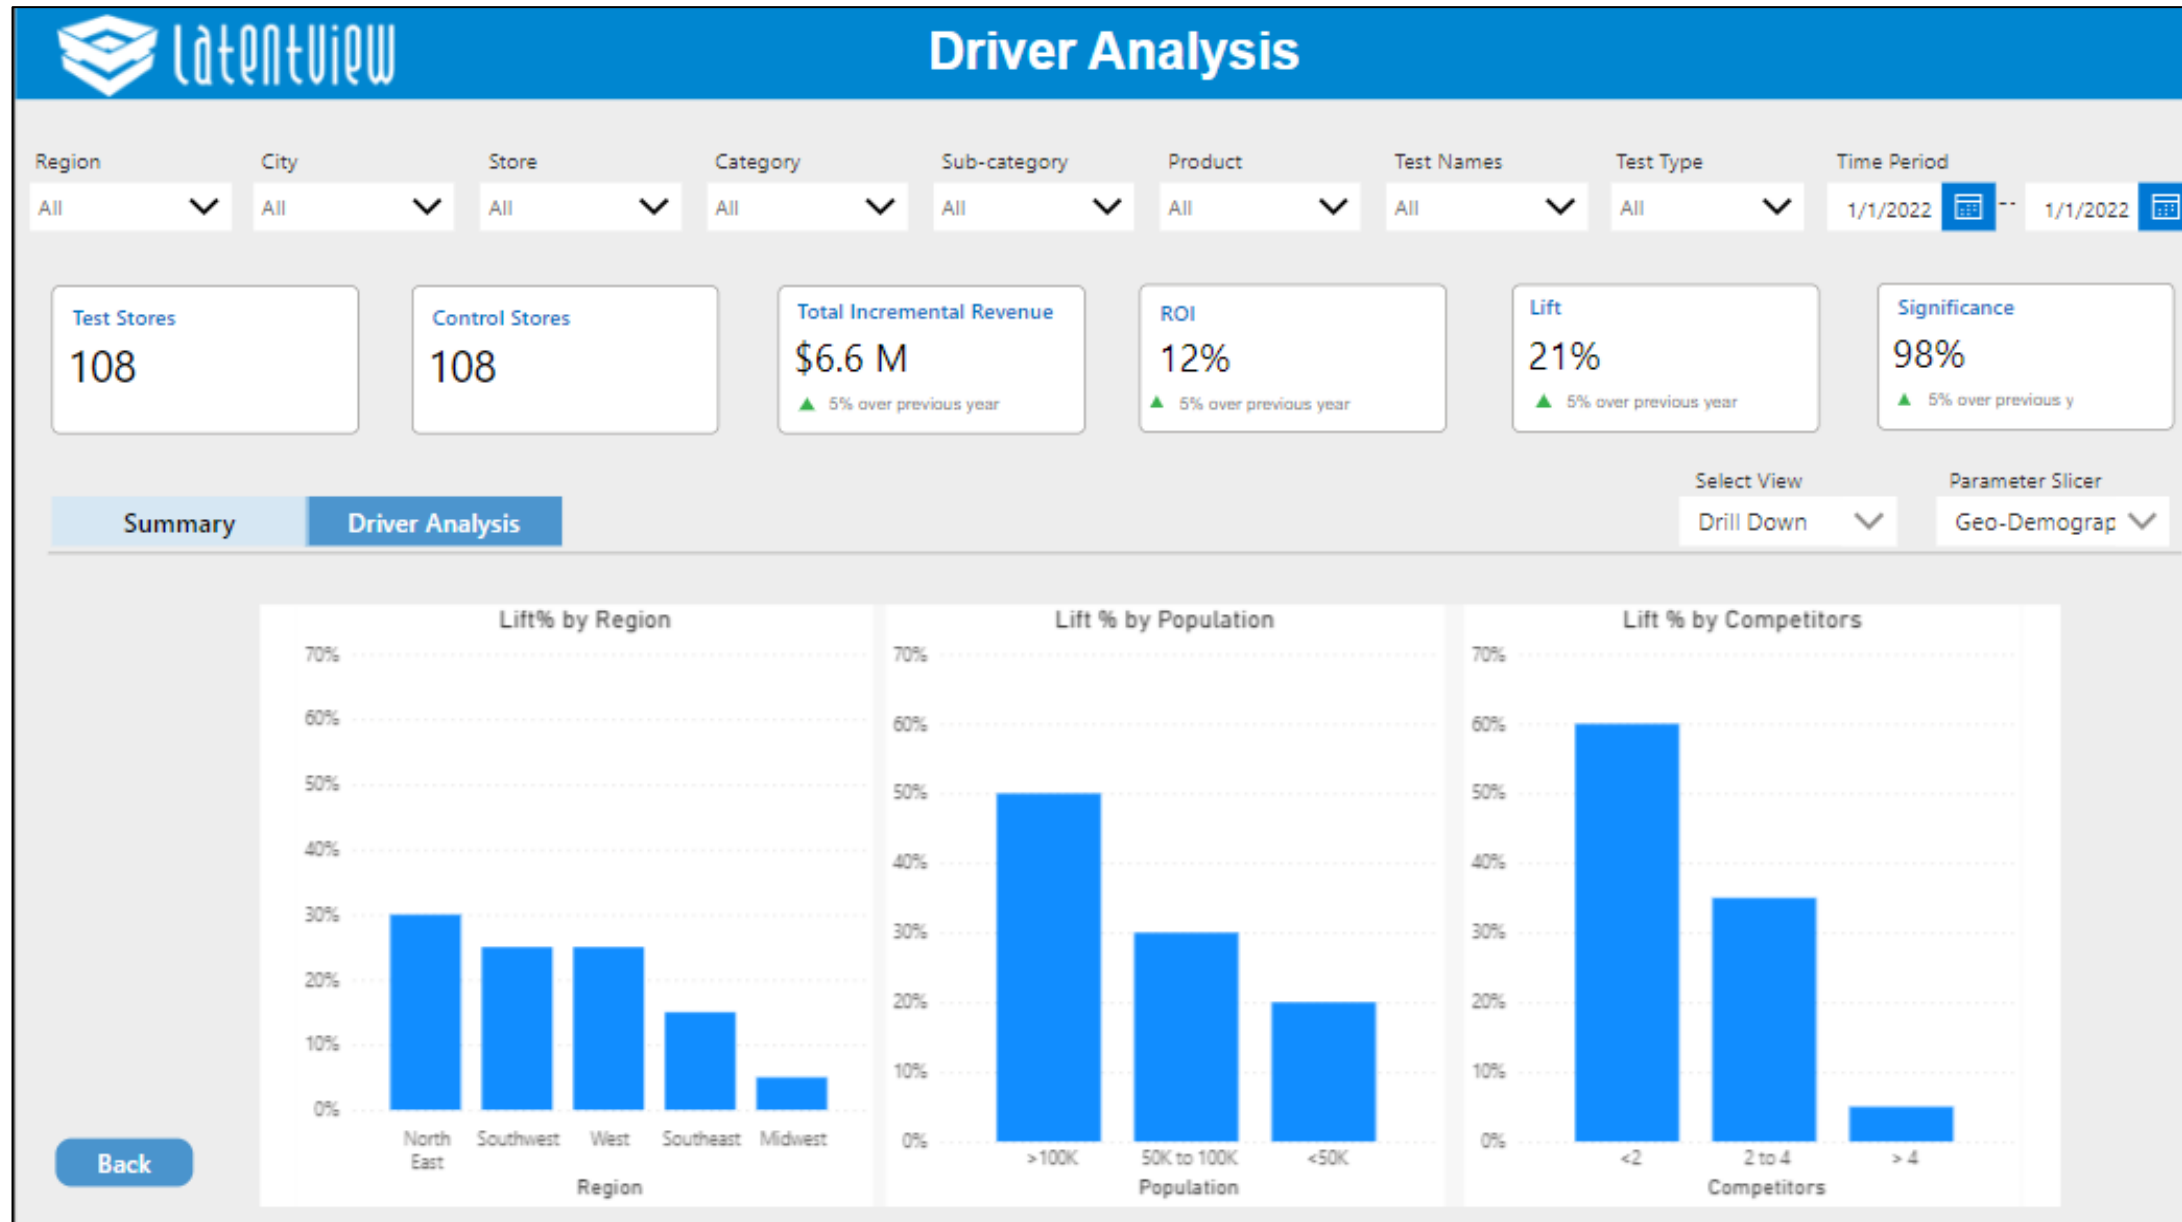 LatentView
Driver Analysis
Region City Store Category Sub-category Product Test Names Test Type Time Period
All All All All All All All All 1/1/2022 -- 1/1/2022
Test Stores
108
Control Stores
108
Total Incremental Revenue
$6.6 M
5% over previous year
ROI
12%
5% over previous year
Lift
21%
5% over previous year
Significance
98%
5% over previous y
Select View
Drill Down
Parameter Slicer
Geo-Demograp
Summary Driver Analysis
Lift% by Region
70%
60%
50%
40%
30%
20%
10%
0%
North
East
Southwest West Southeast Midwest
Region
Lift % by Population
70%
60%
50%
40%
30%
20%
10%
0%
>100K 50K to 100K <50K
Population
Lift % by Competitors
70%
60%
50%
40%
30%
20%
10%
0%
<2 2 to 4 > 4
Competitors
Back